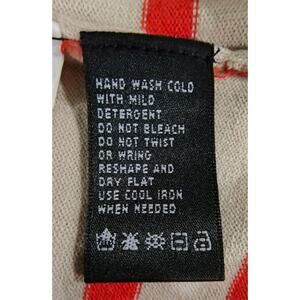 HAND WASH COLD
WITH MILD
DETERGENT
DO NOT BLEACH
DO NOT TWIST
OR WRING
RESHAPE AND
DRY FLAT
USE COOL IRON
WHEN NEEDED